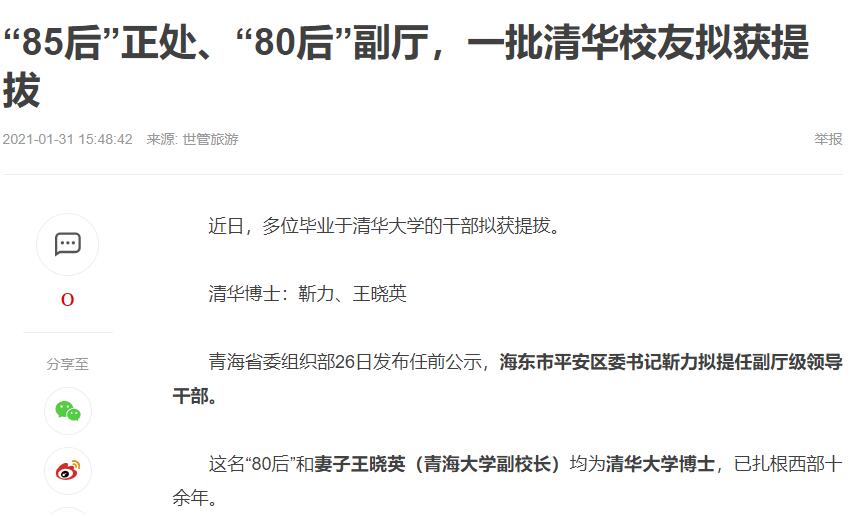 “85后”正处、“80后”副厅，一批清华校友拟获提
拔
2021-01-31 15:48:42 来源: 世管旅游 举报
近日，多位毕业于清华大学的干部拟获提拔。
0
清华博士：靳力、王晓英
分享至
青海省委组织部26日发布任前公示，海东市平安区委书记靳力拟提任副厅级领导
干部。
这名“80后”和妻子王晓英（青海大学副校长）均为清华大学博士，已扎根西部十
余年。